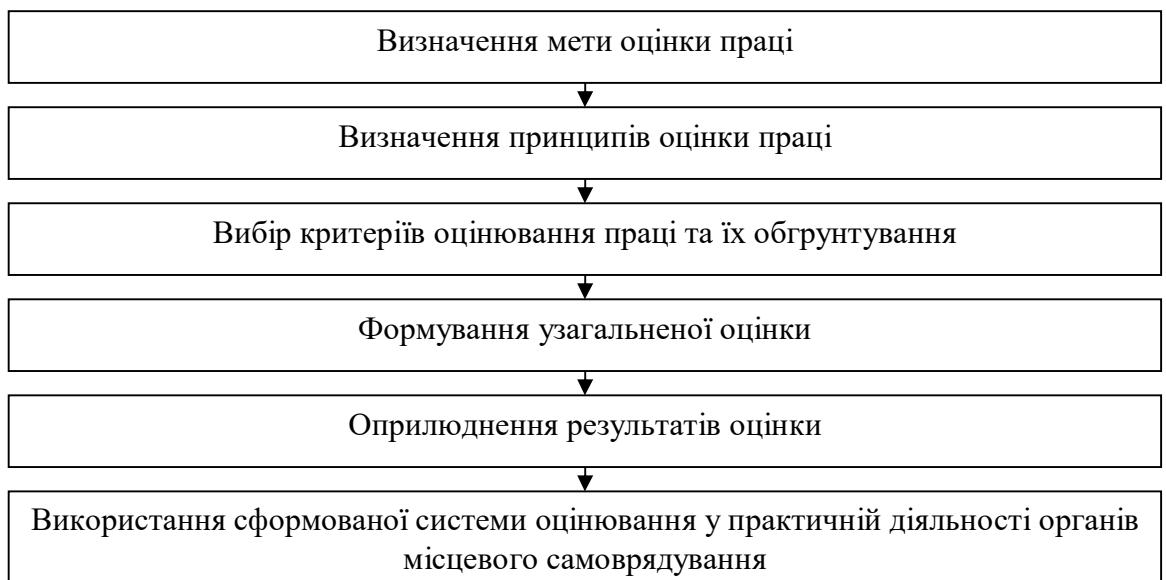 Визначення мети оцінки праці
Визначення принципів оцінки праці
Вибір критеріїв оцінювання праці та їх обгрунтування
Формування узагальненої оцінки
Оприлюднення результатів оцінки
Використання сформованої системи оцінювання у практичній діяльності органів
місцевого самоврядування